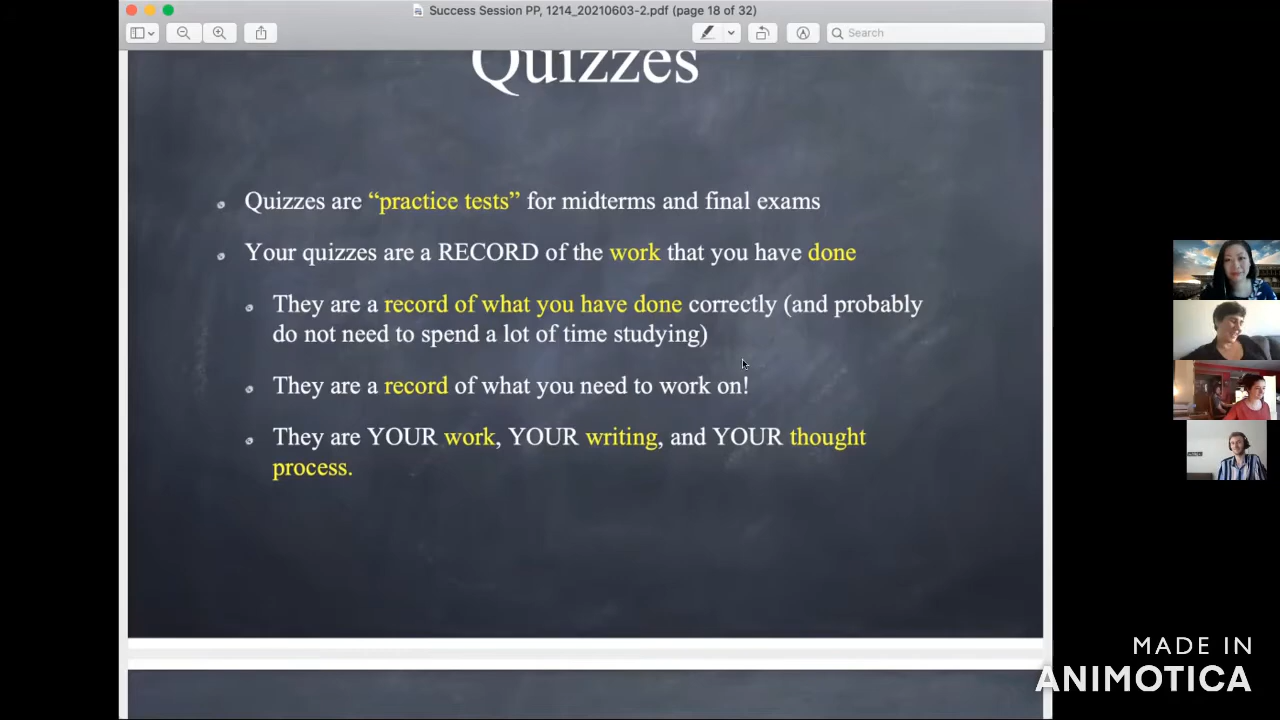 Success Session PP, 1214_20210603-2.pdf (page 18 of 32)
Search
Quizzes
Quizzes are “practice tests” for midterms and final exams
Your quizzes are a RECORD of the work that you have done
They are a record of what you have done correctly (and probably
do not need to spend a lot of time studying)
They are a record of what you need to work on!
They are YOUR work, YOUR writing, and YOUR thought
process.
MADE IN
ANIMOTICA